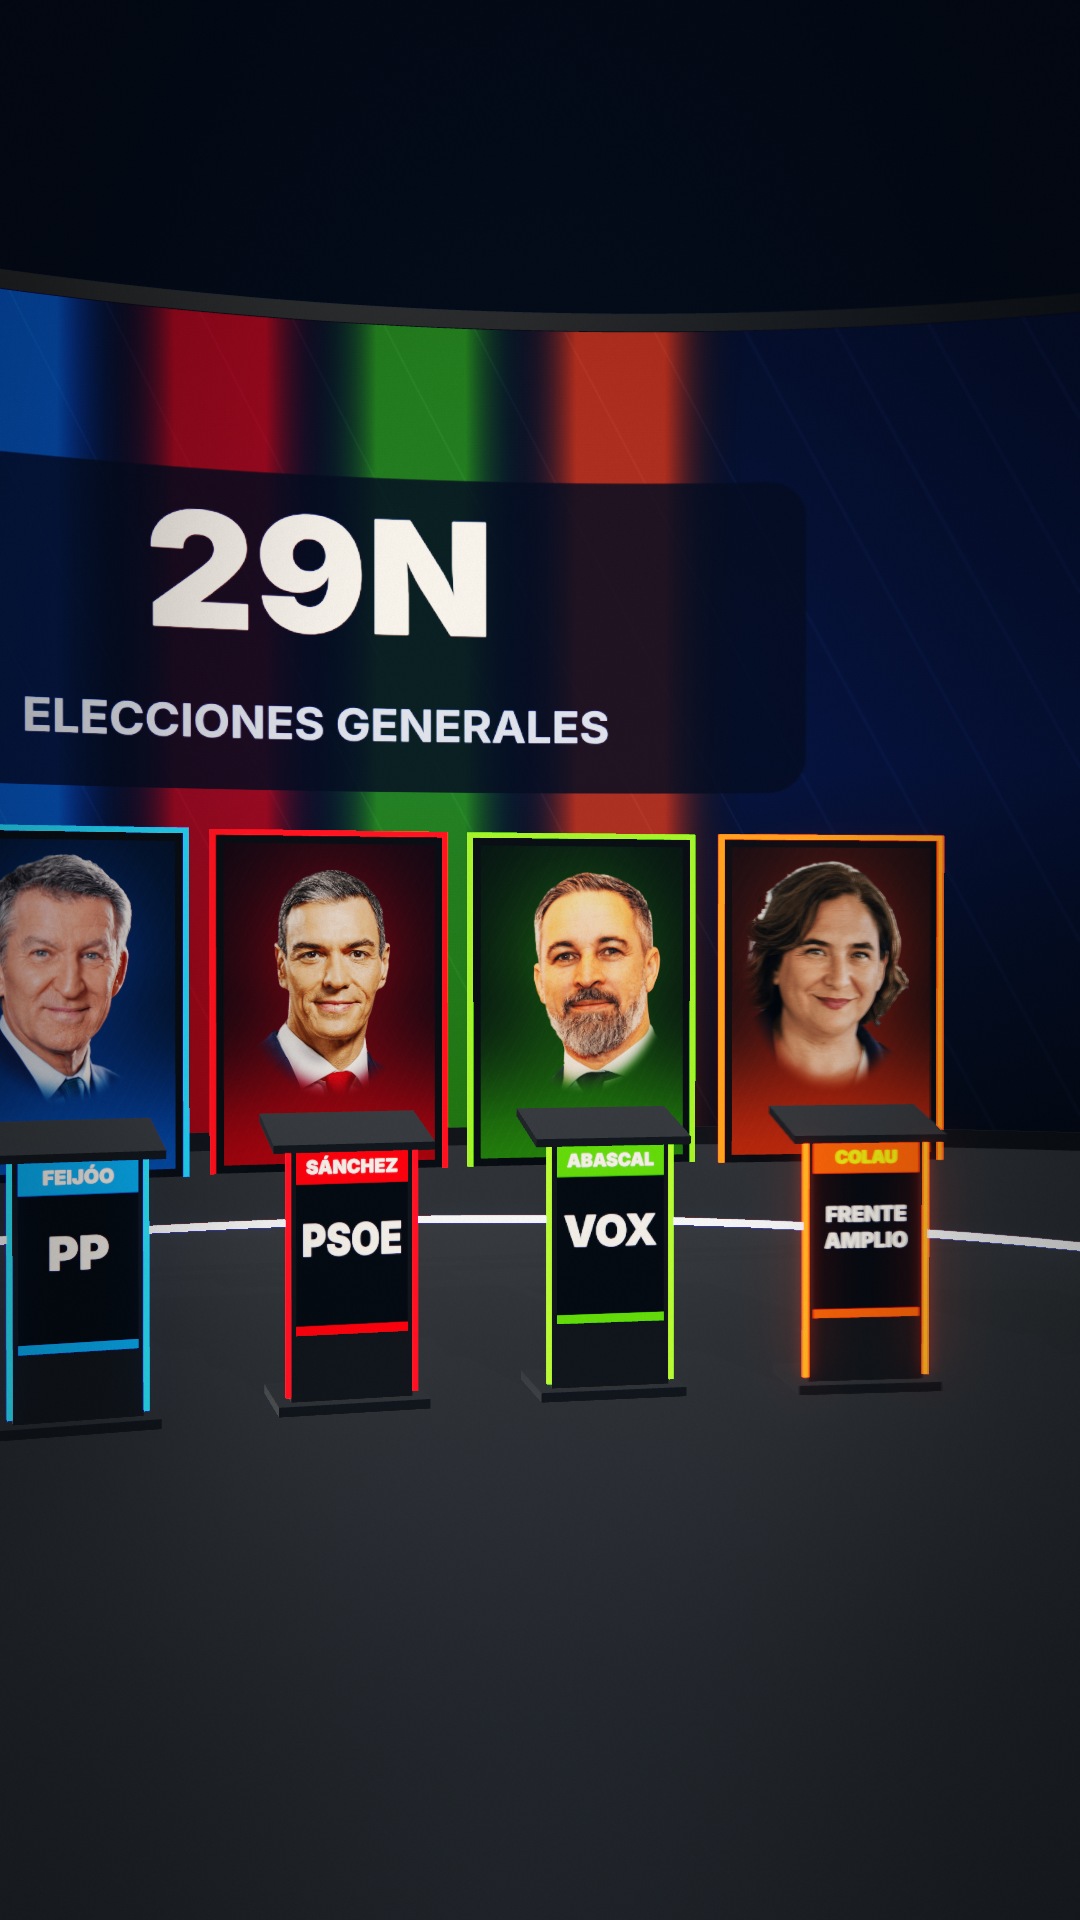 29N
ELECCIONES GENERALES
FEIJÓO
PP
SÁNCHEZ
PSOE
ABASCAL
VOX
COLAU
FRENTE
AMPLIO